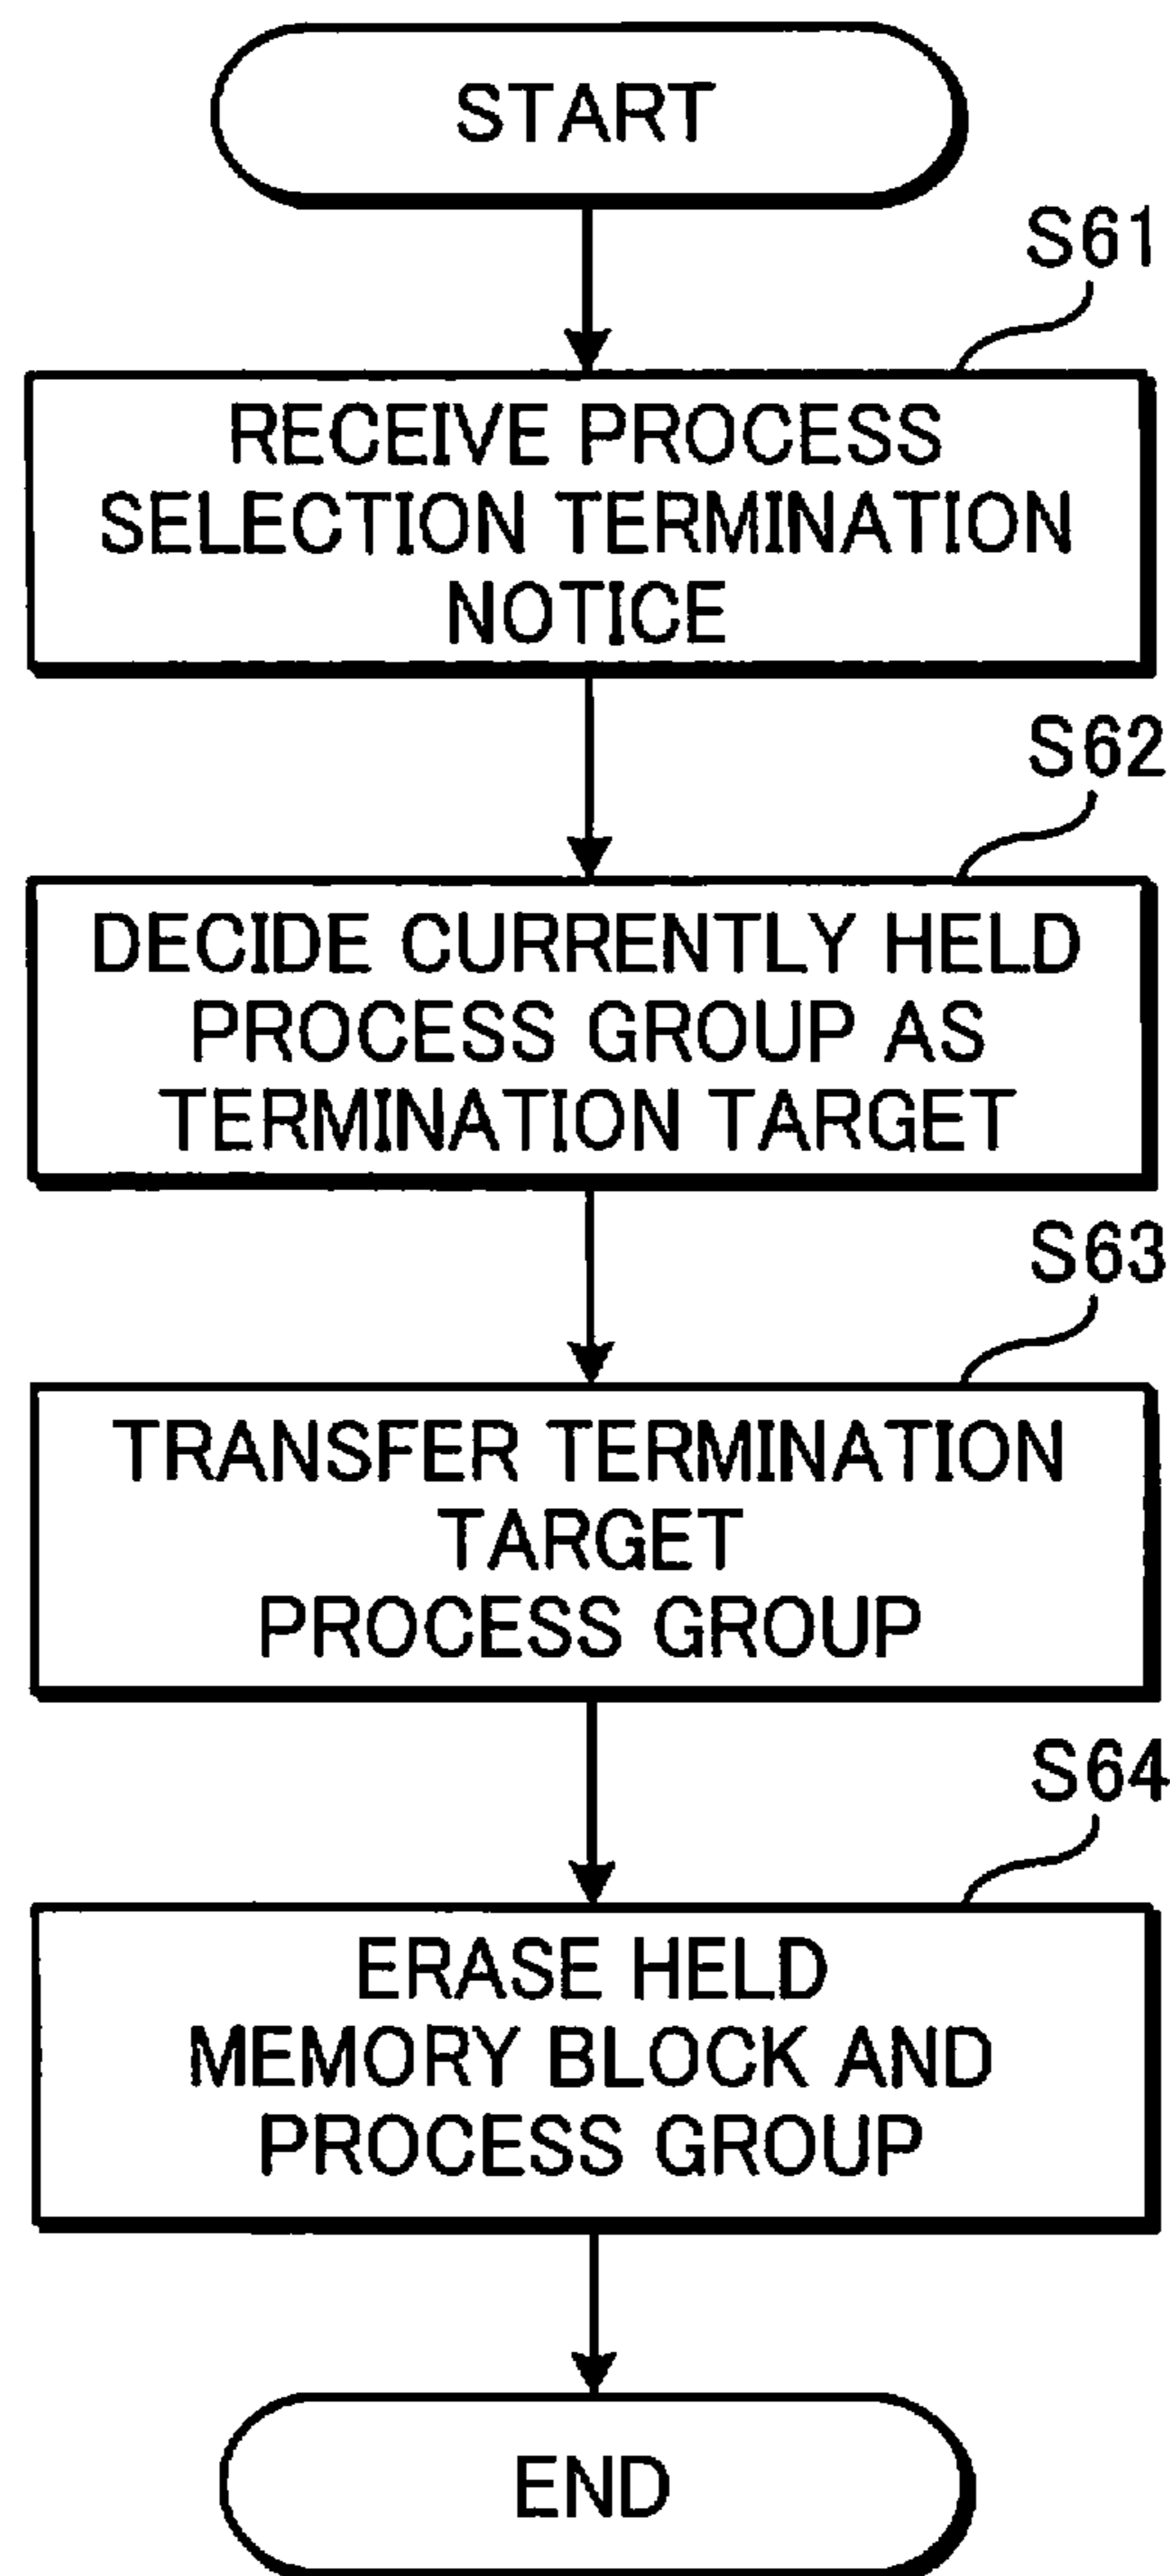 START
S61
RECEIVE PROCESS
SELECTION TERMINATION
NOTICE
S62
DECIDE CURRENTLY HELD
PROCESS GROUP AS
TERMINATION TARGET
S63
TRANSFER TERMINATION
TARGET
PROCESS GROUP
S64
ERASE HELD
MEMORY BLOCK AND
PROCESS GROUP
END